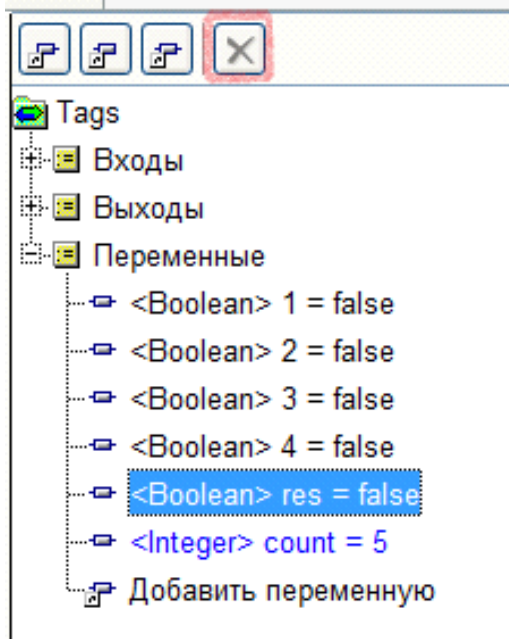 Tags
Входы
Выходы
Переменные
<Boolean> 1 = false
<Boolean> 2 = false
<Boolean> 3 = false
<Boolean> 4 = false
<Boolean> res = false
<Integer> count = 5
Добавить переменную